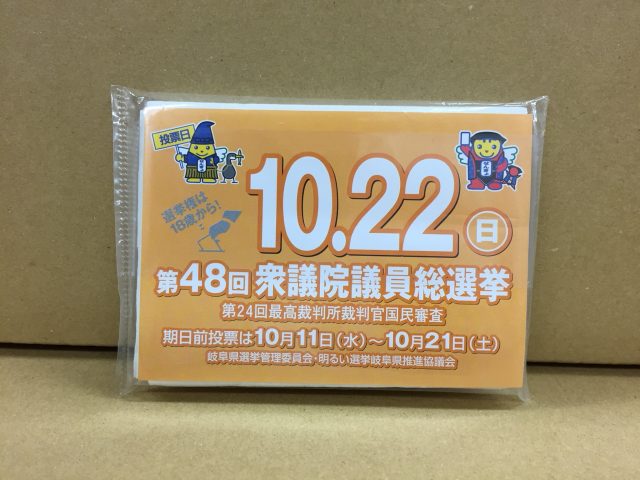 投票日
選挙権は
18歳から!
10.22
日
第48回 衆議院議員総選挙
第24回最高裁判所裁判官国民審査
期日前投票は10月11日(水)～10月21日(土)
岐阜県選挙管理委員会・明るい選挙岐阜県推進協議会